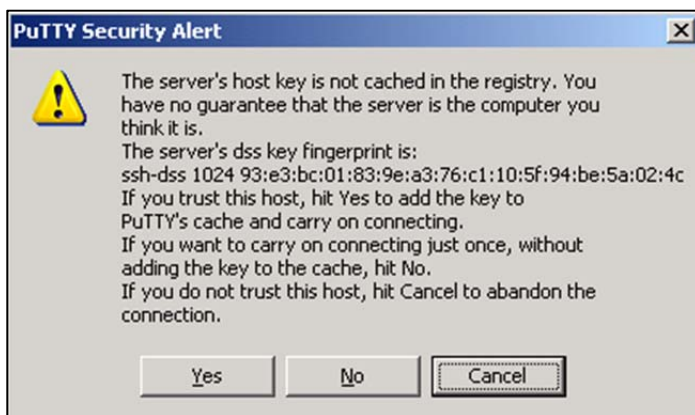 PuTTY Security Alert
The server's host key is not cached in the registry. You
have no guarantee that the server is the computer you
think it is.
The server's dss key fingerprint is:
ssh-dss 1024 93:e3:bc:01:83:9e:a3:76:c1:10:5f:94:be:5a:02:4c
If you trust this host, hit Yes to add the key to
PuTTY's cache and carry on connecting.
If you want to carry on connecting just once, without
adding the key to the cache, hit No.
If you do not trust this host, hit Cancel to abandon the
connection.
Yes No Cancel